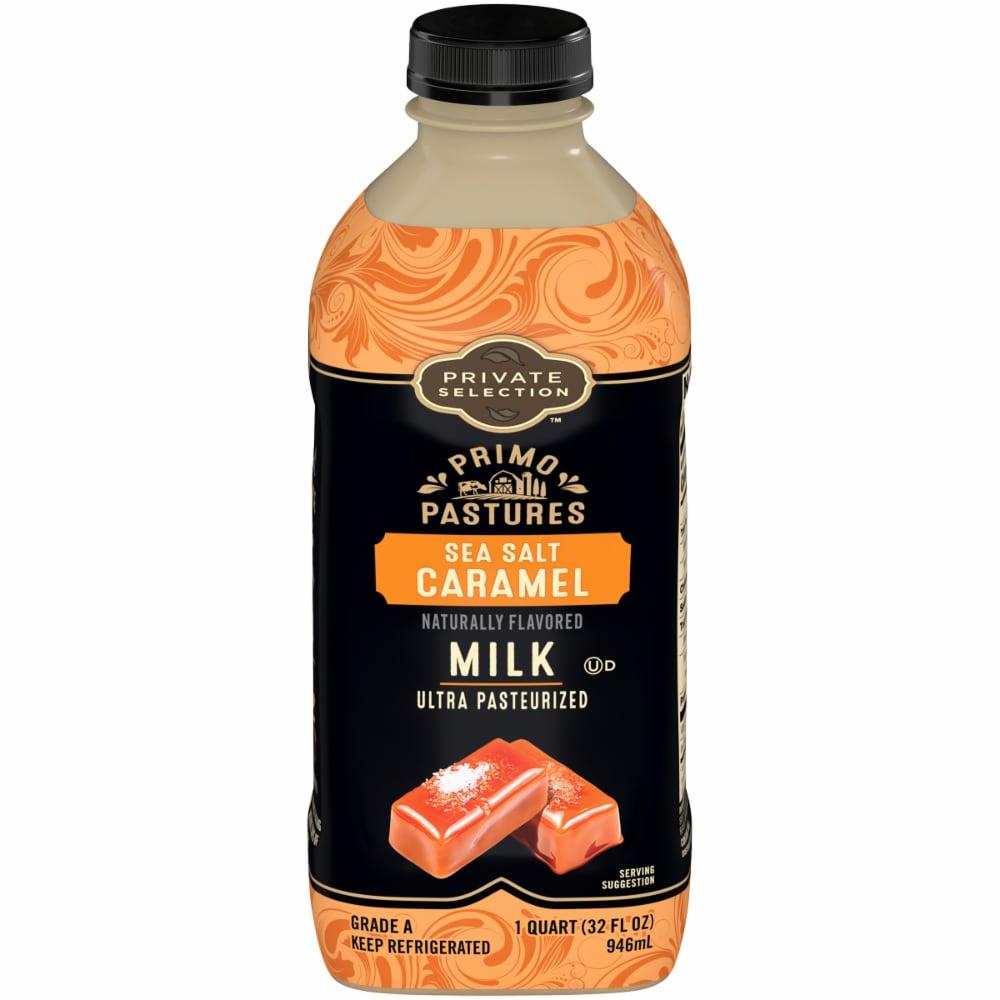 PRIVATE
SELECTION
TM
PRIMO
PASTURES
SEA SALT
CARAMEL
NATURALLY FLAVORED
MILK
U D
ULTRA PASTEURIZED
SERVING
SUGGESTION
GRADE A
KEEP REFRIGERATED
1 QUART (32 FL OZ)
946mL